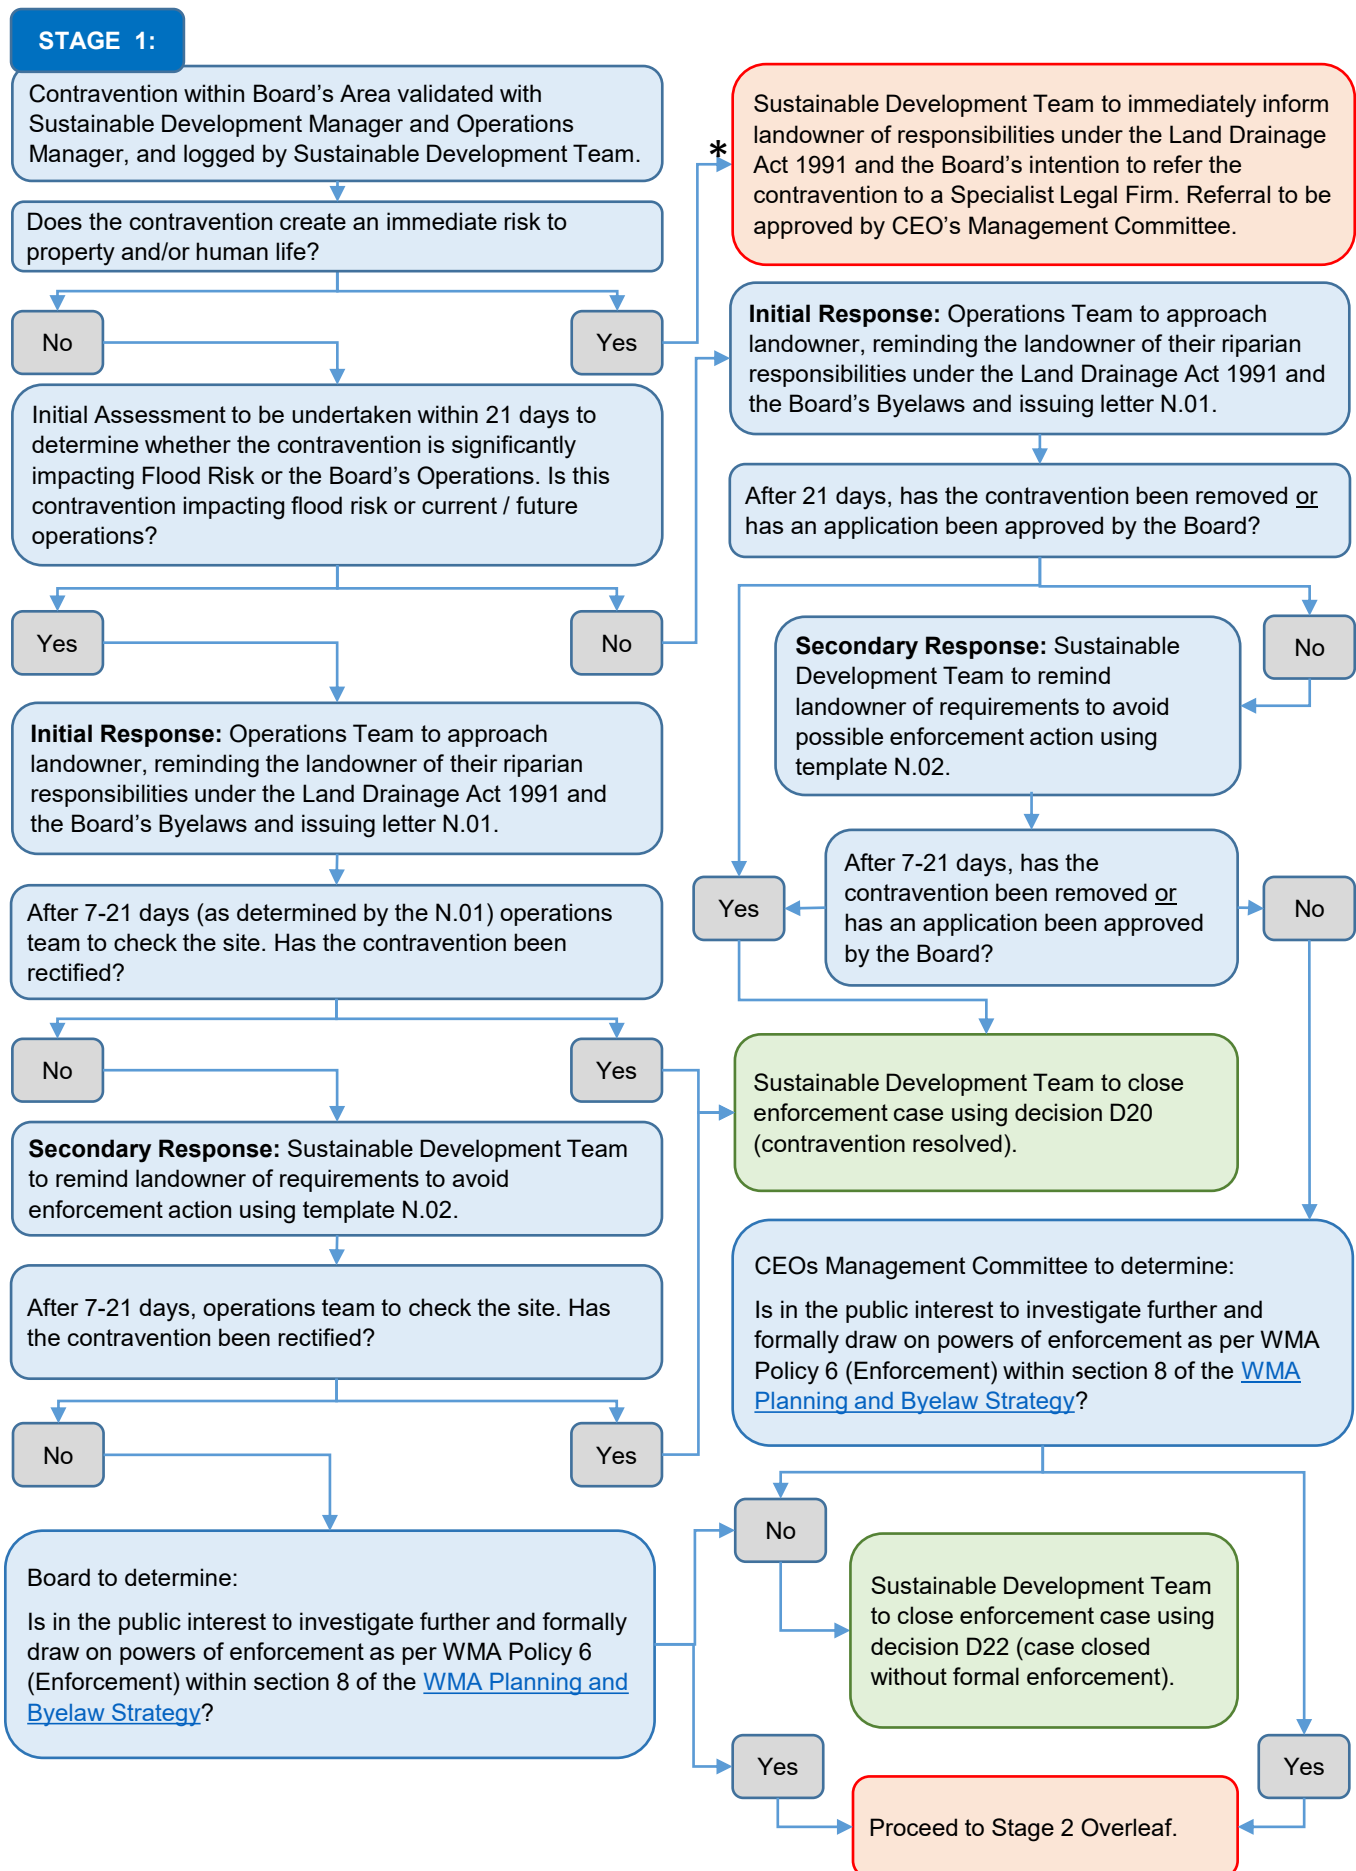 STAGE 1:
Contravention within Board's Area validated with
Sustainable Development Manager and Operations
Manager, and logged by Sustainable Development Team.
Does the contravention create an immediate risk to
property and/or human life?
No
Yes
*
Sustainable Development Team to immediately inform
landowner of responsibilities under the Land Drainage
Act 1991 and the Board's intention to refer the
contravention to a Specialist Legal Firm. Referral to be
approved by CEO's Management Committee.
Initial Assessment to be undertaken within 21 days to
determine whether the contravention is significantly
impacting Flood Risk or the Board's Operations. Is this
contravention impacting flood risk or current / future
operations?
Yes
No
Initial Response: Operations Team to approach
landowner, reminding the landowner of their riparian
responsibilities under the Land Drainage Act 1991 and
the Board's Byelaws and issuing letter N.01.
After 7-21 days (as determined by the N.01) operations
team to check the site. Has the contravention been
rectified?
No
Yes
Secondary Response: Sustainable Development Team
to remind landowner of requirements to avoid
enforcement action using template N.02.
After 7-21 days, operations team to check the site. Has
the contravention been rectified?
No
Yes
Board to determine:
Is in the public interest to investigate further and formally
draw on powers of enforcement as per WMA Policy 6
(Enforcement) within section 8 of the WMA Planning and
Byelaw Strategy?
Initial Response: Operations Team to approach
landowner, reminding the landowner of their riparian
responsibilities under the Land Drainage Act 1991 and
the Board's Byelaws and issuing letter N.01.
After 21 days, has the contravention been removed or
has an application been approved by the Board?
No
Secondary Response: Sustainable
Development Team to remind
landowner of requirements to avoid
possible enforcement action using
template N.02.
After 7-21 days, has the
contravention been removed or
has an application been approved
by the Board?
Yes
No
Sustainable Development Team to close
enforcement case using decision D20
(contravention resolved).
CEOs Management Committee to determine:
Is in the public interest to investigate further and
formally draw on powers of enforcement as per WMA
Policy 6 (Enforcement) within section 8 of the WMA
Planning and Byelaw Strategy?
No
Sustainable Development Team
to close enforcement case using
decision D22 (case closed
without formal enforcement).
Yes
Yes
Proceed to Stage 2 Overleaf.